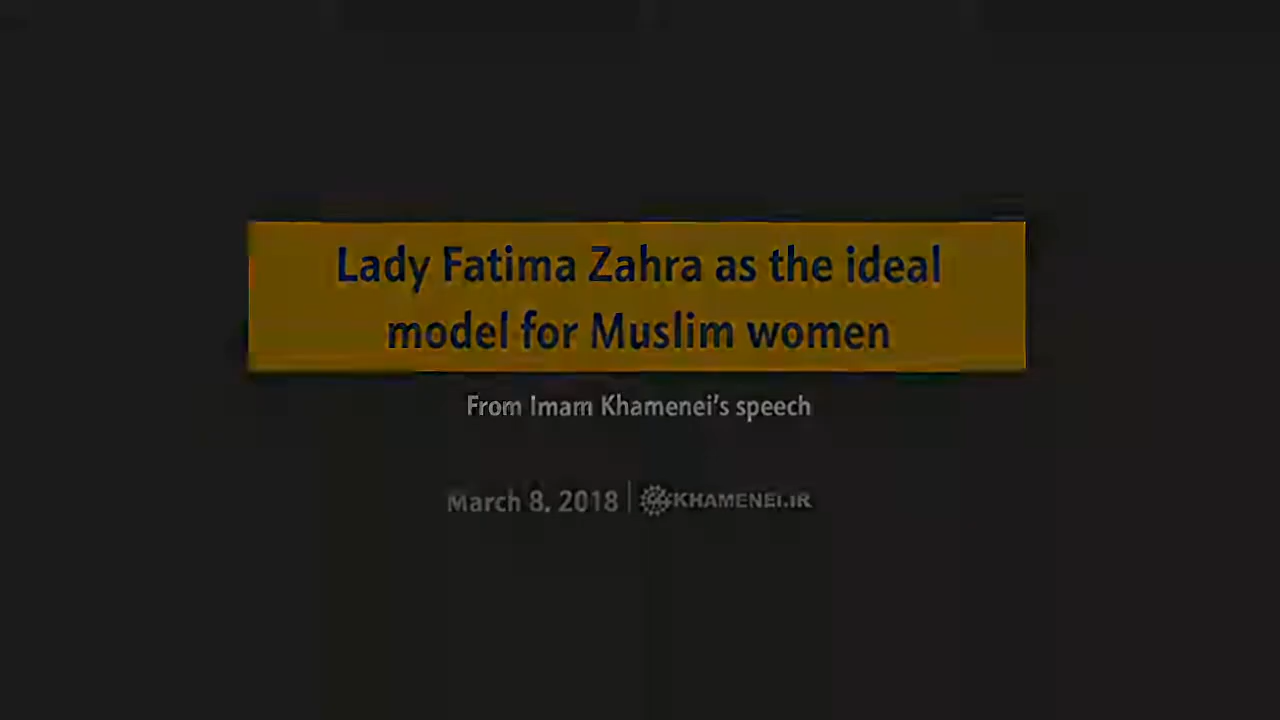 Lady Fatima Zahra as the ideal
model for Muslim women
From Imam Khamenei's speech
March 8, 2018 | KHAMENEI.IR